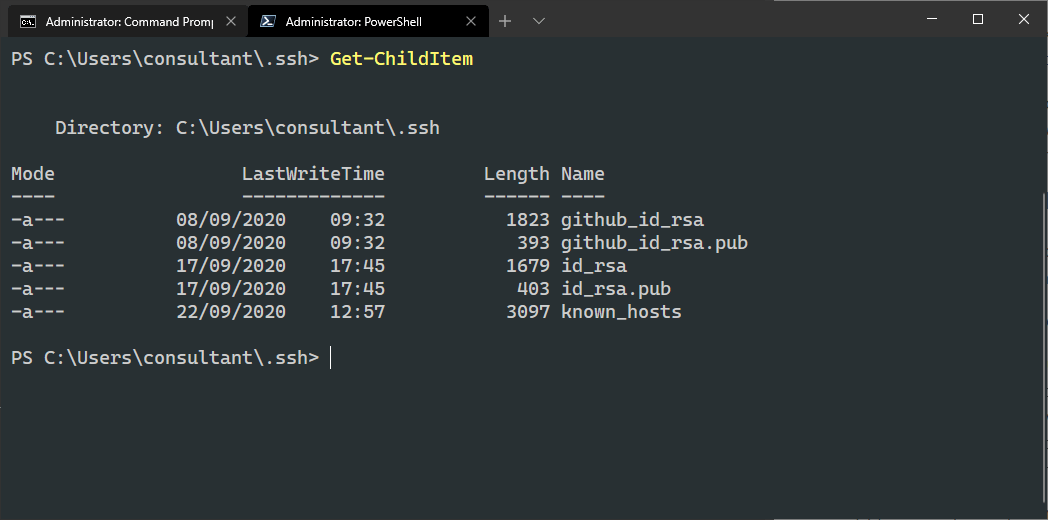 Administrator: Command Promp Administrator: PowerShell
PS C:\Users\consultant\.ssh> Get-ChildItem
Directory: C:\Users\consultant\.ssh
Mode LastWriteTime Length Name
---- ------------- ------ ----
-a--- 08/09/2020 09:32 1823 github_id_rsa
-a--- 08/09/2020 09:32 393 github_id_rsa.pub
-a--- 17/09/2020 17:45 1679 id_rsa
-a--- 17/09/2020 17:45 403 id_rsa.pub
-a--- 22/09/2020 12:57 3097 known_hosts
PS C:\Users\consultant\.ssh>